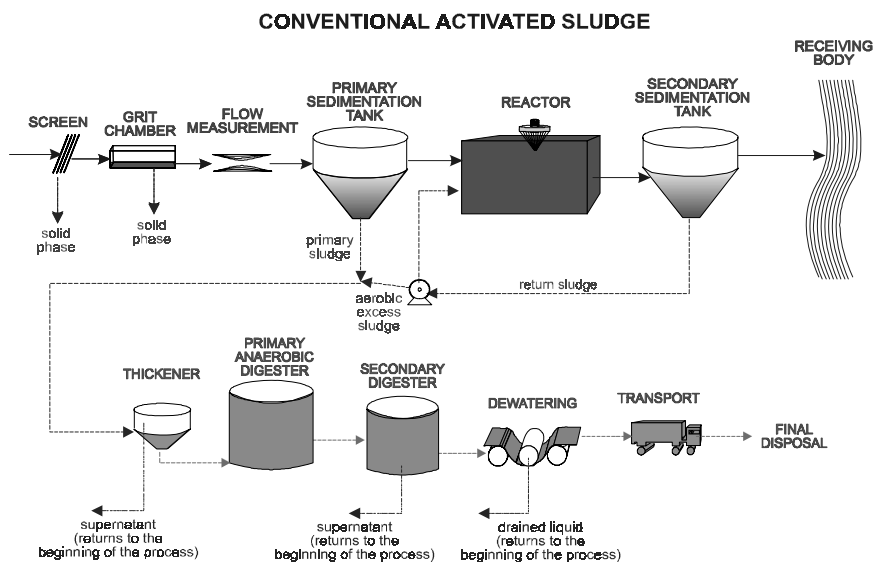 CONVENTIONAL ACTIVATED SLUDGE
RECEIVING
BODY
PRIMARY
SEDIMENTATION
TANK
SECONDARY
SEDIMENTATION
TANK
REACTOR
FLOW
MEASUREMENT
GRIT
CHAMBER
SCREEN
solid
phase
solid
phase
primary
sludge
return sludge
aerobic
excess
sludge
THICKENER
PRIMARY
ANAEROBIC
DIGESTER
SECONDARY
DIGESTER
DEWATERING
TRANSPORT
FINAL
DISPOSAL
supernatant
(returns to the
beginning of the process)
supernatant
(returns to the
beginning of the process)
drained liquid
(returns to the
beginning of the process)